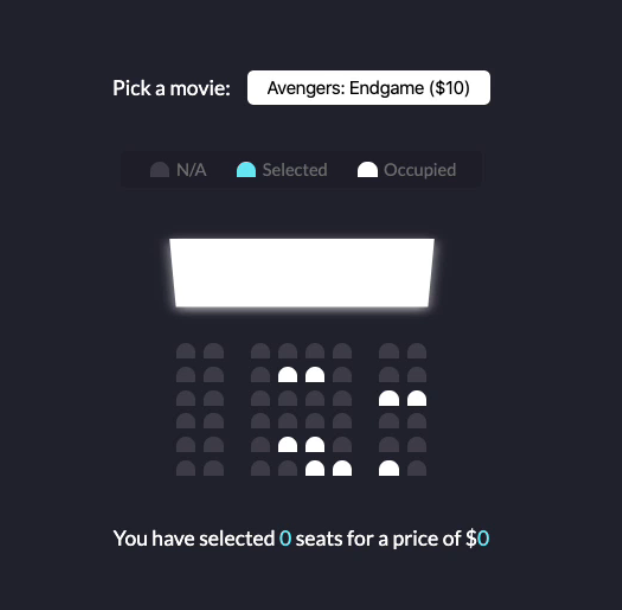 Pick a movie: Avengers: Endgame ($10)
N/A Selected Occupied
You have selected 0 seats for a price of $0